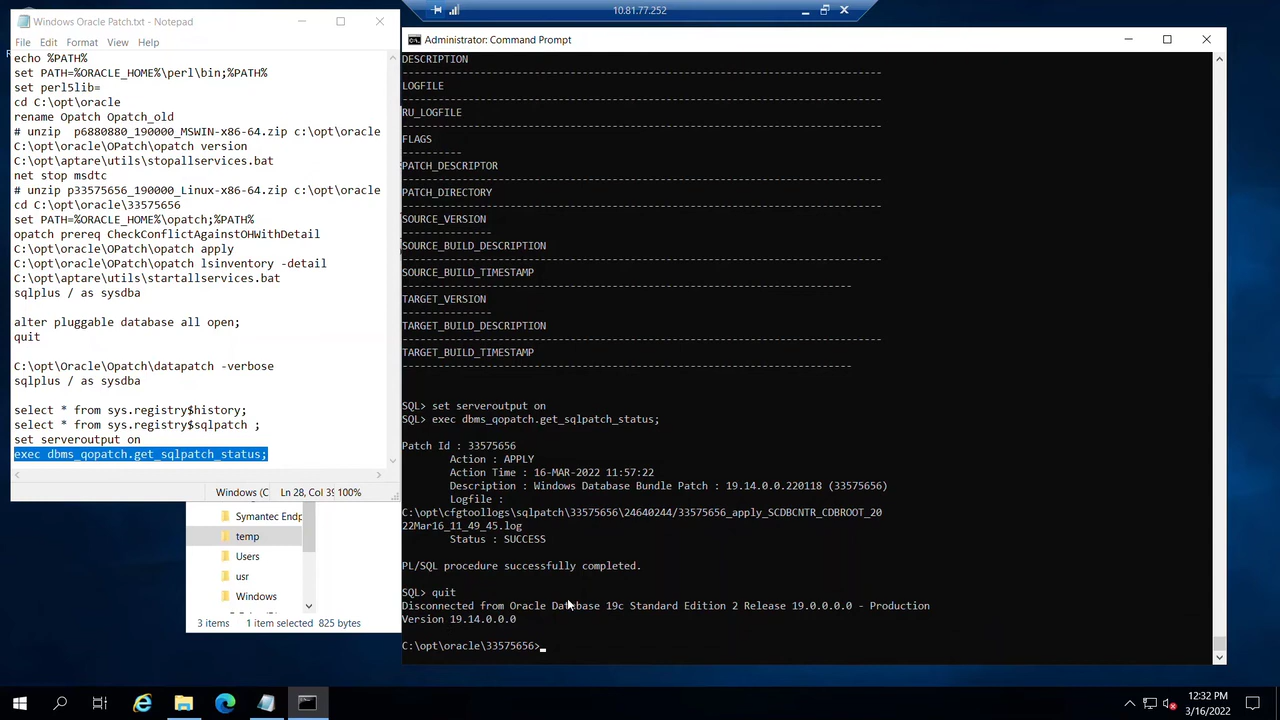 Windows Oracle Patch.txt - Notepad
File Edit Format View Help
echo %PATH%
set PATH=%ORACLE_HOME%\perl\bin;%PATH%
set perl5lib=
cd C:\opt\oracle
rename Opatch Opatch_old
# unzip  p6880880_190000_MSWIN-x86-64.zip c:\opt\oracle
C:\opt\oracle\OPatch\opatch version
C:\opt\aptare\utils\stopallservices.bat
net stop msdtc
# unzip p33575656_190000_Linux-x86-64.zip c:\opt\oracle
cd C:\opt\oracle\33575656
set PATH=%ORACLE_HOME%\opatch;%PATH%
opatch prereq CheckConflictAgainstOHWithDetail
C:\opt\oracle\OPatch\opatch apply
C:\opt\oracle\OPatch\opatch lsinventory -detail
C:\opt\aptare\utils\startallservices.bat
sqlplus / as sysdba
alter pluggable database all open;
quit
C:\opt\Oracle\Opatch\datapatch -verbose
sqlplus / as sysdba
select * from sys.registry$history;
select * from sys.registry$sqlpatch ;
set serveroutput on
exec dbms_qopatch.get_sqlpatch_status;
Windows (C Ln 28, Col 39 100%
Symantec Endp
temp
Users
usr
Windows
3 items 1 item selected 825 bytes
10.81.77.252
Administrator: Command Prompt
DESCRIPTION
--------------------------------------------------------------------------------
LOGFILE
--------------------------------------------------------------------------------
RU_LOGFILE
--------------------------------------------------------------------------------
FLAGS
----------
PATCH_DESCRIPTOR
--------------------------------------------------------------------------------
PATCH_DIRECTORY
--------------------------------------------------------------------------------
SOURCE_VERSION
---------------
SOURCE_BUILD_DESCRIPTION
--------------------------------------------------------------------------------
SOURCE_BUILD_TIMESTAMP
---------------------------------------------------------------------------
TARGET_VERSION
---------------
TARGET_BUILD_DESCRIPTION
--------------------------------------------------------------------------------
TARGET_BUILD_TIMESTAMP
---------------------------------------------------------------------------
SQL> set serveroutput on
SQL> exec dbms_qopatch.get_sqlpatch_status;
Patch Id : 33575656
Action : APPLY
Action Time : 16-MAR-2022 11:57:22
Description : Windows Database Bundle Patch : 19.14.0.0.220118 (33575656)
Logfile :
C:\opt\cfgtoollogs\sqlpatch\33575656\24640244/33575656_apply_SCDBCNTR_CDBROOT_20
22Mar16_11_49_45.log
Status : SUCCESS
PL/SQL procedure successfully completed.
SQL> quit
Disconnected from Oracle Database 19c Standard Edition 2 Release 19.0.0.0.0 - Production
Version 19.14.0.0.0
C:\opt\oracle\33575656>
12:32 PM
3/16/2022